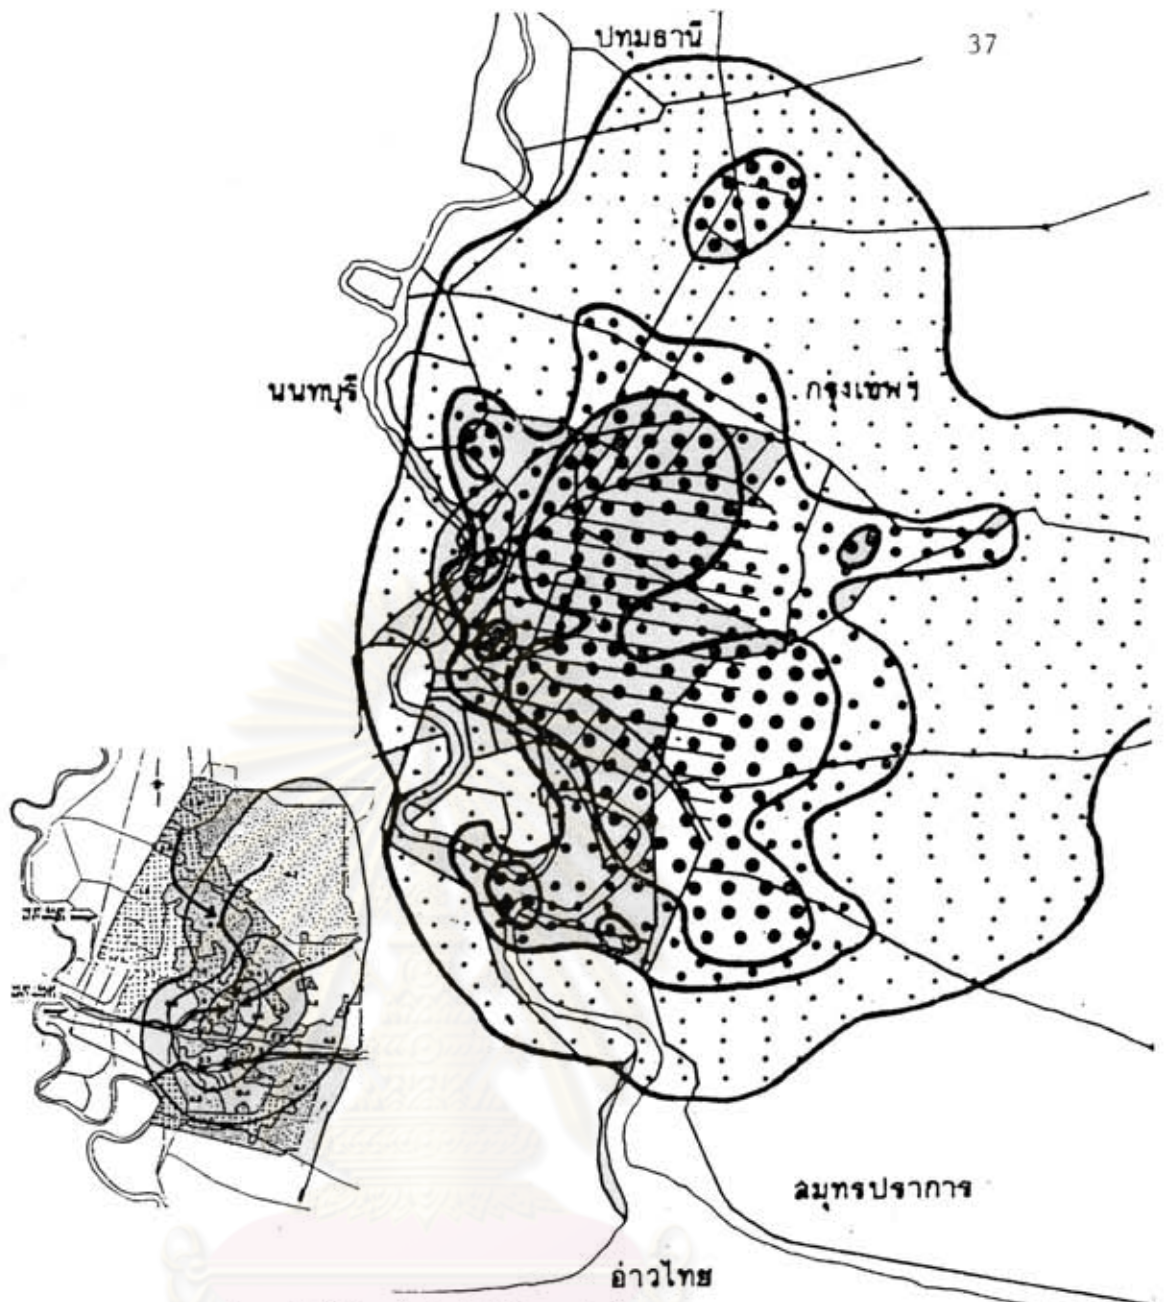 37
ปทุมธานี
นนทบุรี
กรุงเทพฯ
สมุทรปราการ
อ่าวไทย